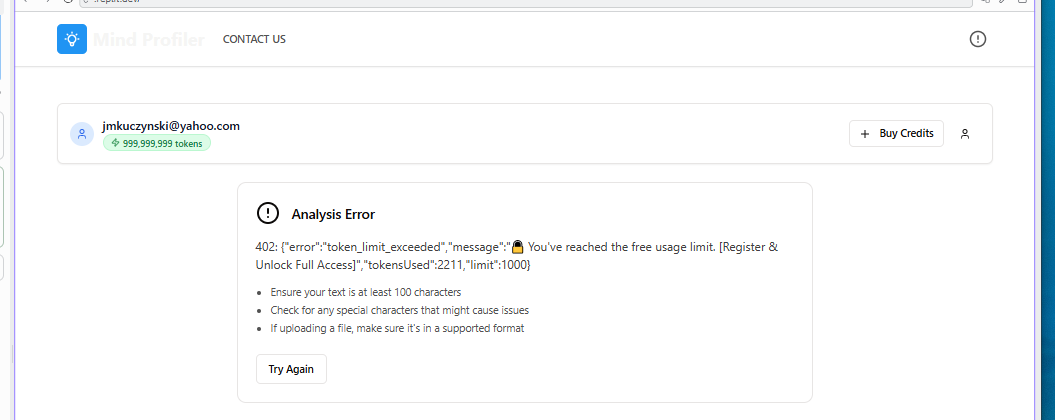 Mind Profiler CONTACT US
jmkuczynski@yahoo.com
999,999,999 tokens
+ Buy Credits
Analysis Error
402: {"error":"token_limit_exceeded","message":"🔒 You've reached the free usage limit. [Register &
Unlock Full Access]","tokensUsed":2211,"limit":1000}
• Ensure your text is at least 100 characters
• Check for any special characters that might cause issues
• If uploading a file, make sure it's in a supported format
Try Again